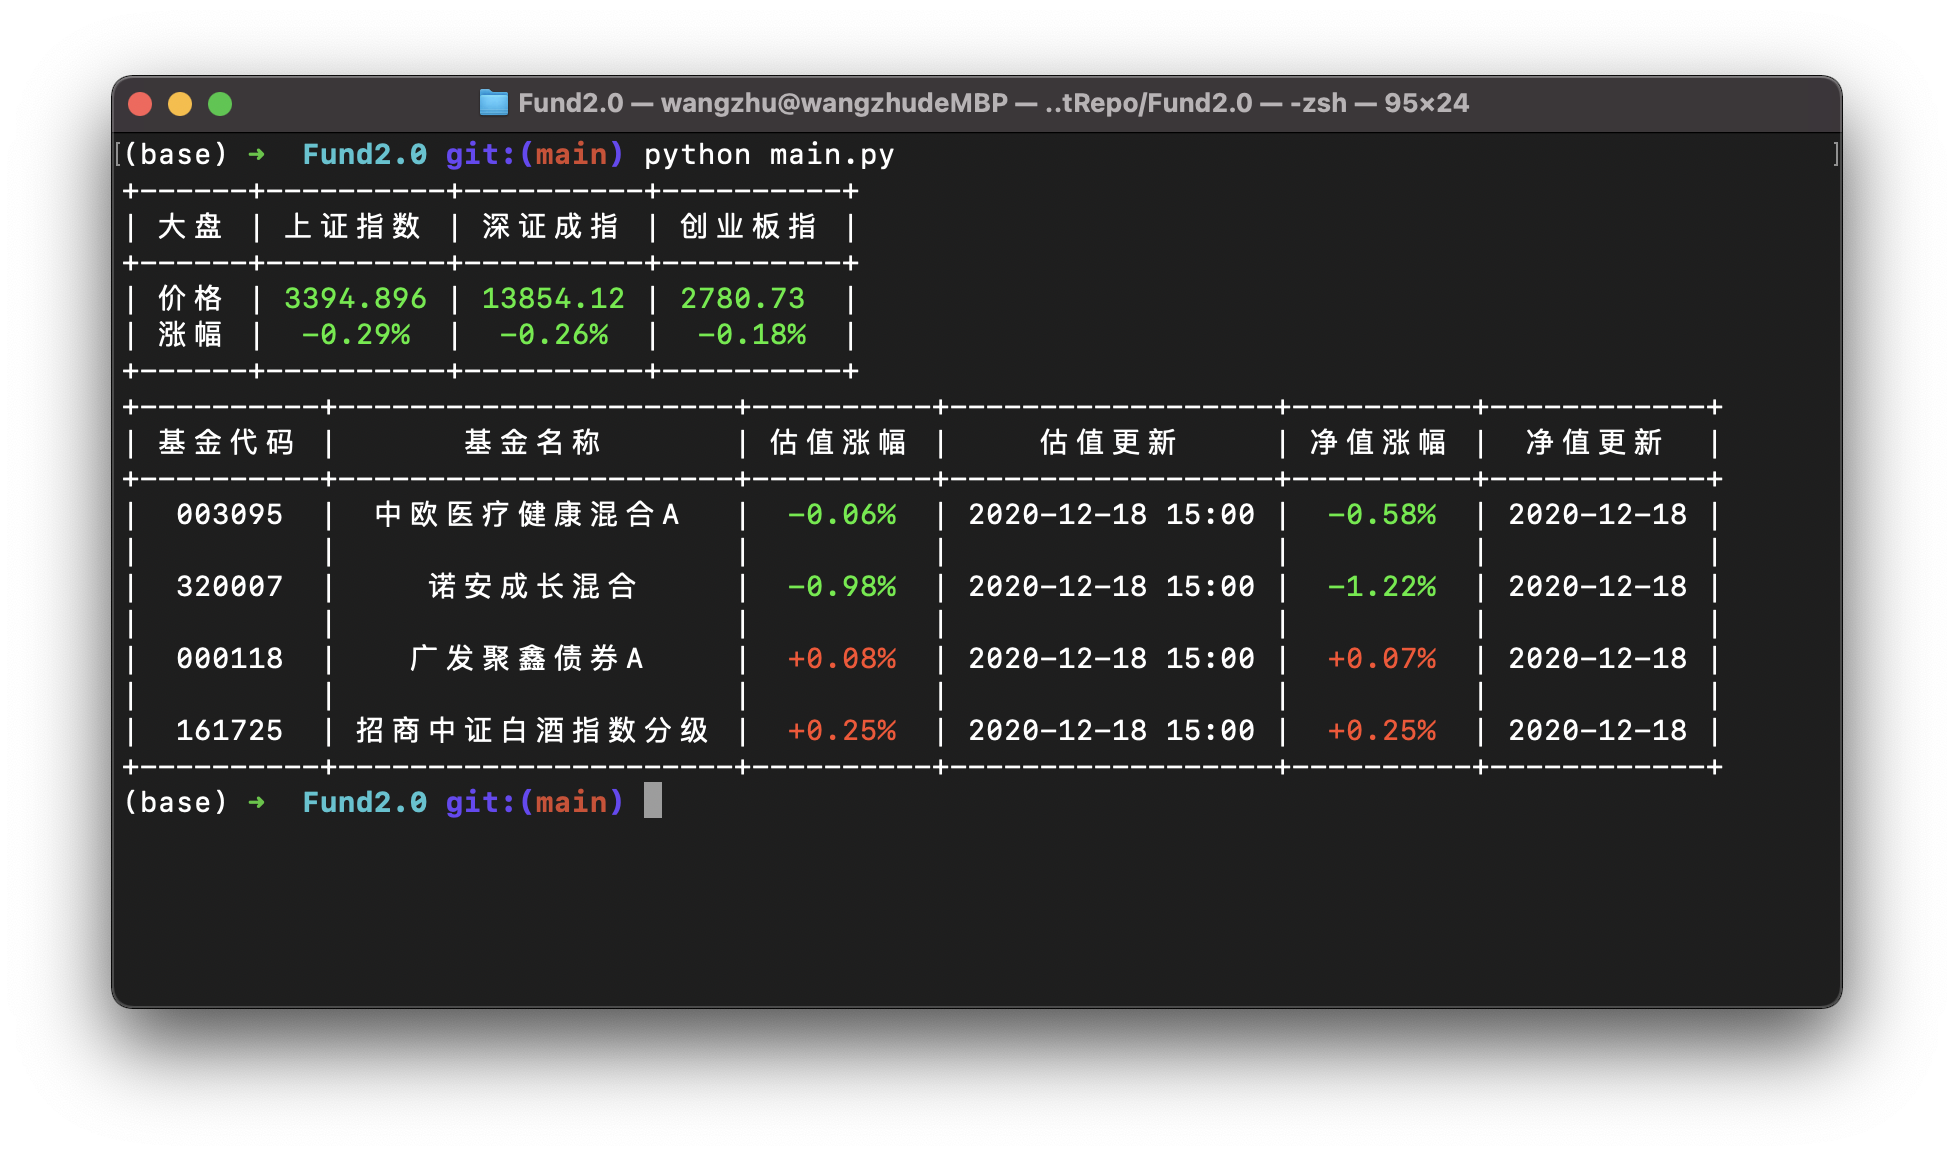 Fund2.0 — wangzhu@wangzhudeMBP — ..tRepo/Fund2.0 — -zsh — 95×24
[(base) ➜  Fund2.0 git:(main) python main.py ]
+------+----------+----------+----------+
| 大盘 | 上证指数 | 深证成指 | 创业板指 |
+------+----------+----------+----------+
| 价格 | 3394.896 | 13854.12 | 2780.73  |
| 涨幅 |  -0.29%  |  -0.26%  |  -0.18%  |
+------+----------+----------+----------+
+----------+----------------------+----------+------------------+----------+------------+
| 基金代码 |       基金名称       | 估值涨幅 |     估值更新     | 净值涨幅 |  净值更新  |
+----------+----------------------+----------+------------------+----------+------------+
|  003095  |  中欧医疗健康混合A   |  -0.06%  | 2020-12-18 15:00 |  -0.58%  | 2020-12-18 |
|          |                      |          |                  |          |            |
|  320007  |     诺安成长混合     |  -0.98%  | 2020-12-18 15:00 |  -1.22%  | 2020-12-18 |
|          |                      |          |                  |          |            |
|  000118  |    广发聚鑫债券A     |  +0.08%  | 2020-12-18 15:00 |  +0.07%  | 2020-12-18 |
|          |                      |          |                  |          |            |
|  161725  | 招商中证白酒指数分级 |  +0.25%  | 2020-12-18 15:00 |  +0.25%  | 2020-12-18 |
+----------+----------------------+----------+------------------+----------+------------+
(base) ➜  Fund2.0 git:(main)